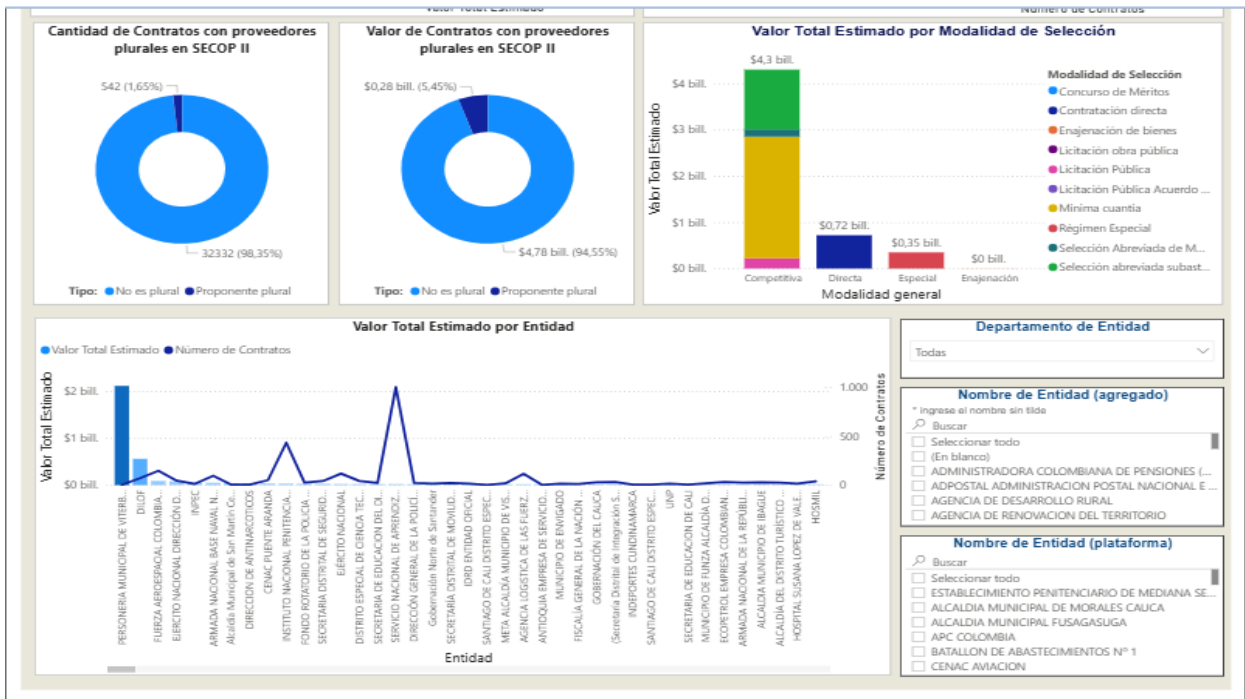 Valor Total Estimado
Número de Contratos
Cantidad de Contratos con proveedores
plurales en SECOP II
542 (1,65%)
32332 (98,35%)
Tipo: No es plural Proponente plural
Valor de Contratos con proveedores
plurales en SECOP II
$0,28 bill. (5,45%)
$4,78 bill. (94,55%)
Tipo: No es plural Proponente plural
Valor Total Estimado por Modalidad de Selección
Valor Total Estimado
$4 bill.
$3 bill.
$2 bill.
$1 bill.
$0 bill.
$4,3 bill.
$0,72 bill.
$0,35 bill.
$0 bill.
Competitiva
Directa
Especial
Enajenación
Modalidad general
Modalidad de Selección
Concurso de Méritos
Contratación directa
Enajenación de bienes
Licitación obra pública
Licitación Pública
Licitación Pública Acuerdo ...
Mínima cuantía
Régimen Especial
Selección Abreviada de M...
Selección abreviada subast...
Valor Total Estimado por Entidad
Valor Total Estimado Número de Contratos
Valor Total Estimado
$2 bill.
$1 bill.
$0 bill.
1.000
500
0
Número de Contratos
PERSONERIA MUNICIPAL DE VITERB...
DILOF
FUERZA AEROESPACIAL COLOMBIA...
EJERCITO NACIONAL DIRECCIÓN D...
INPEC
ARMADA NACIONAL BASE NAVAL N...
Alcaldía Municipal de San Martín Ce...
DIRECCION DE ANTINARCOTICOS
CENAC PUENTE ARANDA
INSTITUTO NACIONAL PENITENCIA...
FONDO ROTATORIO DE LA POLICIA ...
SECRETARIA DISTRITAL DE SEGURID...
EJÉRCITO NACIONAL
DISTRITO ESPECIAL DE CIENCIA TEC...
SECRETARIA DE EDUCACION DEL DI...
SERVICIO NACIONAL DE APRENDIZ...
DIRECCIÓN GENERAL DE LA POLICÍ...
Gobernación Norte de Santander
SECRETARÍA DISTRITAL DE MOVILID...
IDRD ENTIDAD OFICIAL
SANTIAGO DE CALI DISTRITO ESPEC...
META ALCALDIA MUNICIPIO DE VIS...
AGENCIA LOGISTICA DE LAS FUERZ...
ANTIOQUIA EMPRESA DE SERVICIO...
MUNICIPIO DE ENVIGADO
FISCALÍA GENERAL DE LA NACIÓN ...
GOBERNACIÓN DEL CAUCA
(Secretaría Distrital de Integración S...
INDEPORTES CUNDINAMARCA
SANTIAGO DE CALI DISTRITO ESPEC...
UNP
SECRETARIA DE EDUCACION DE CALI
MUNICIPIO DE FUNZA ALCALDÍA D...
ECOPETROL EMPRESA COLOMBIAN...
ARMADA NACIONAL DE LA REPÚBLI...
ALCALDIA MUNICIPIO DE IBAGUE
ALCALDÍA DEL DISTRITO TURÍSTICO ...
HOSPITAL SUSANA LOPEZ DE VALE...
HOSMIL
Entidad
Departamento de Entidad
Todas
Nombre de Entidad (agregado)
* Ingrese el nombre sin tilde
Buscar
Seleccionar todo
(En blanco)
ADMINISTRADORA COLOMBIANA DE PENSIONES (...
ADPOSTAL ADMINISTRACION POSTAL NACIONAL E ...
AGENCIA DE DESARROLLO RURAL
AGENCIA DE RENOVACION DEL TERRITORIO
Nombre de Entidad (plataforma)
Buscar
Seleccionar todo
ESTABLECIMIENTO PENITENCIARIO DE MEDIANA SE...
ALCALDIA MUNICIPAL DE MORALES CAUCA
ALCALDIA MUNICIPAL FUSAGASUGA
APC COLOMBIA
BATALLON DE ABASTECIMIENTOS Nº 1
CENAC AVIACION